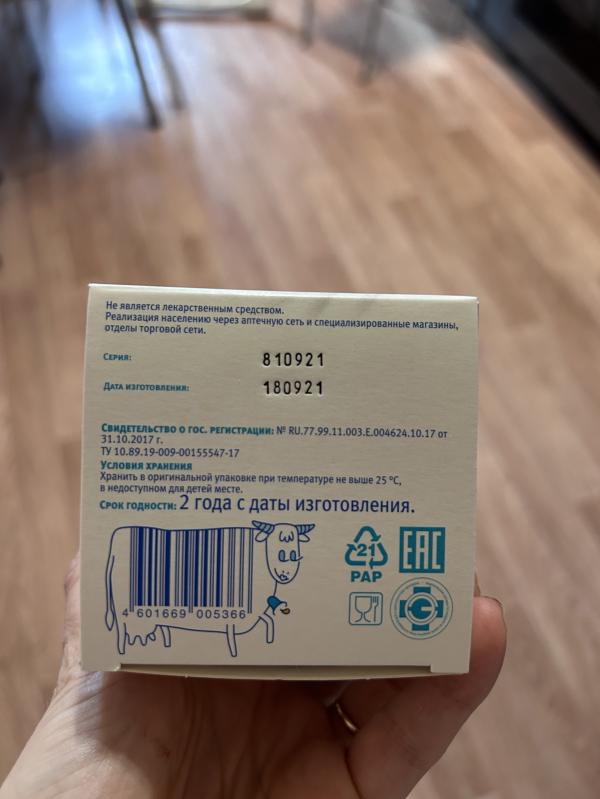 Не является лекарственным средством.
Реализация населению через аптечную сеть и специализированные магазины,
отделы торговой сети.
Серия: 810921
Дата изготовления: 180921
Свидетельство о гос. регистрации: № RU.77.99.11.003.Е.004624.10.17 от
31.10.2017 г.
ТУ 10.89.19-009-00155547-17
Условия хранения
Хранить в оригинальной упаковке при температуре не выше 25 °С,
в недоступном для детей месте.
Срок годности: 2 года с даты изготовления.
21
PAP
EAC
4 601669 005366